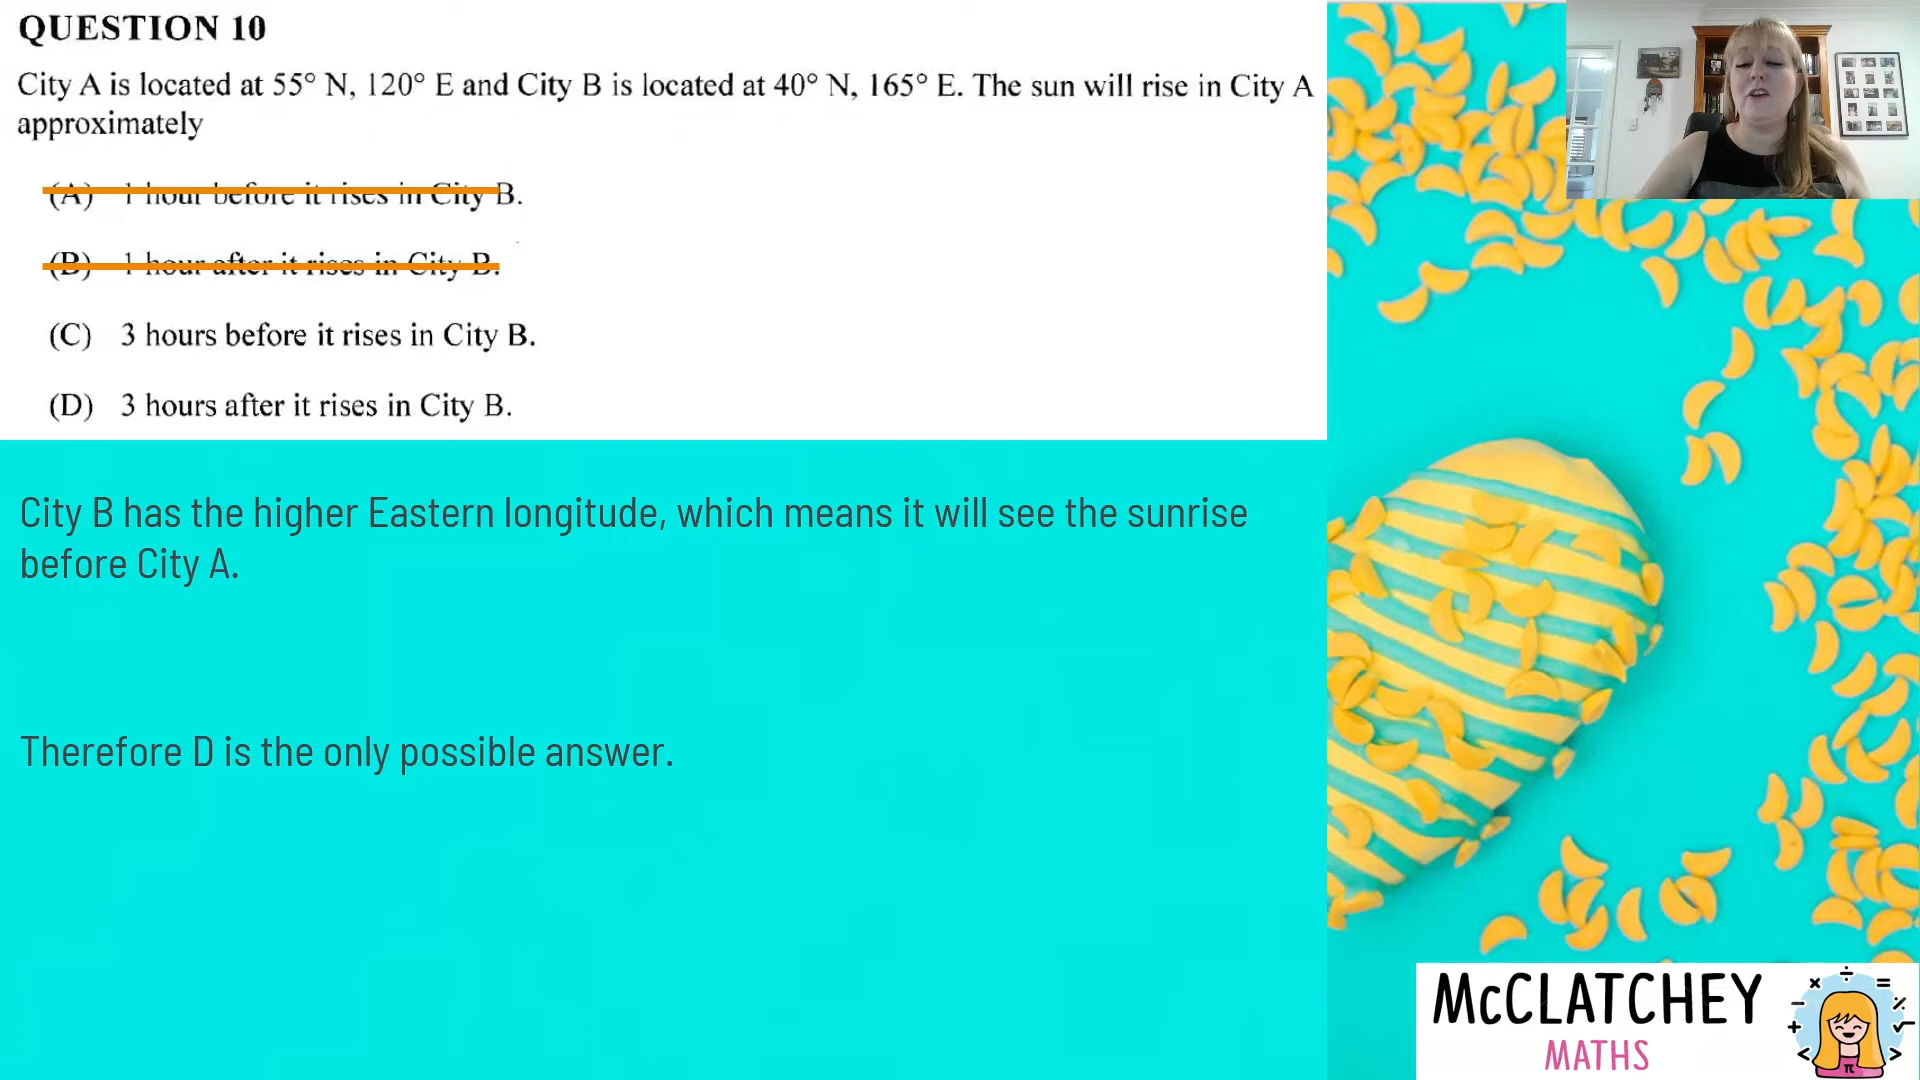 QUESTION 10
City A is located at 55° N, 120° E and City B is located at 40° N, 165° E. The sun will rise in City A
approximately
(A) 1 hour before it rises in City B.
(B) 1 hour after it rises in City B.
(C) 3 hours before it rises in City B.
(D) 3 hours after it rises in City B.
City B has the higher Eastern longitude, which means it will see the sunrise
before City A.
Therefore D is the only possible answer.
McCLATCHEY
MATHS
× ÷ =
− %
+ √
< π >